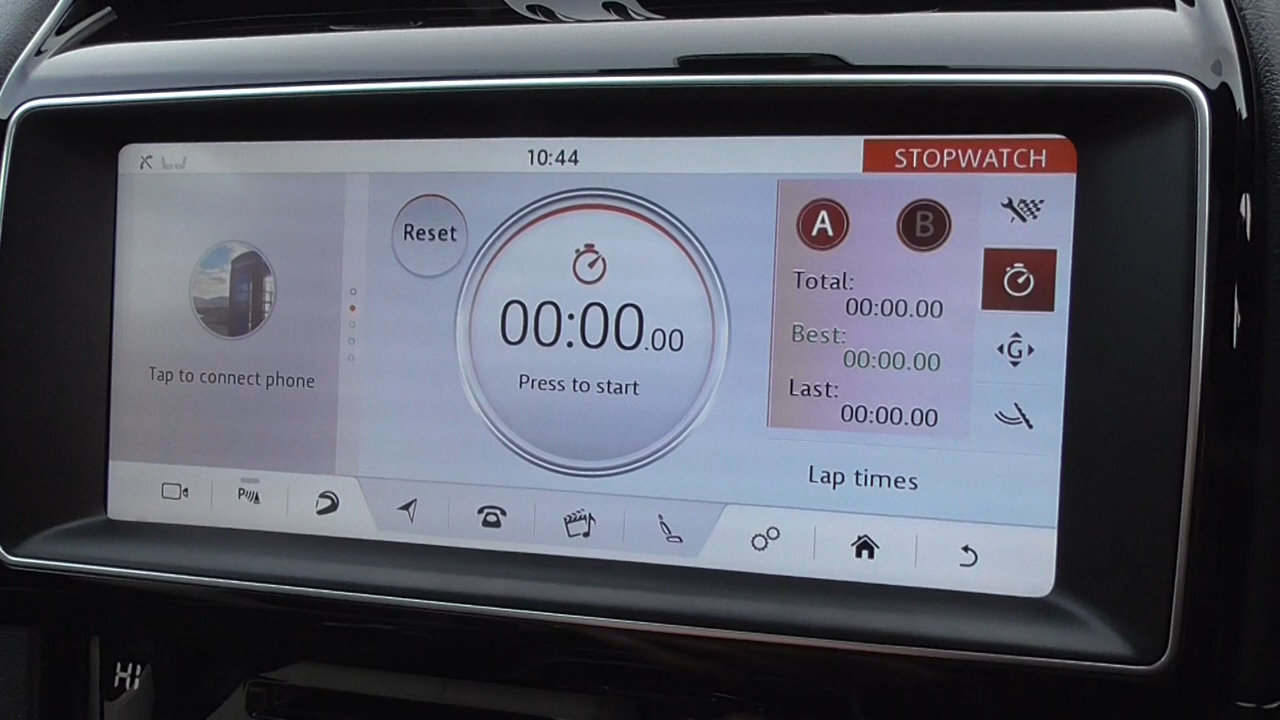 10:44
STOPWATCH
Reset
A
B
Total:
00:00.00
00:00.00
Best:
00:00.00
Press to start
Last:
00:00.00
Tap to connect phone
G
Lap times
P
HI